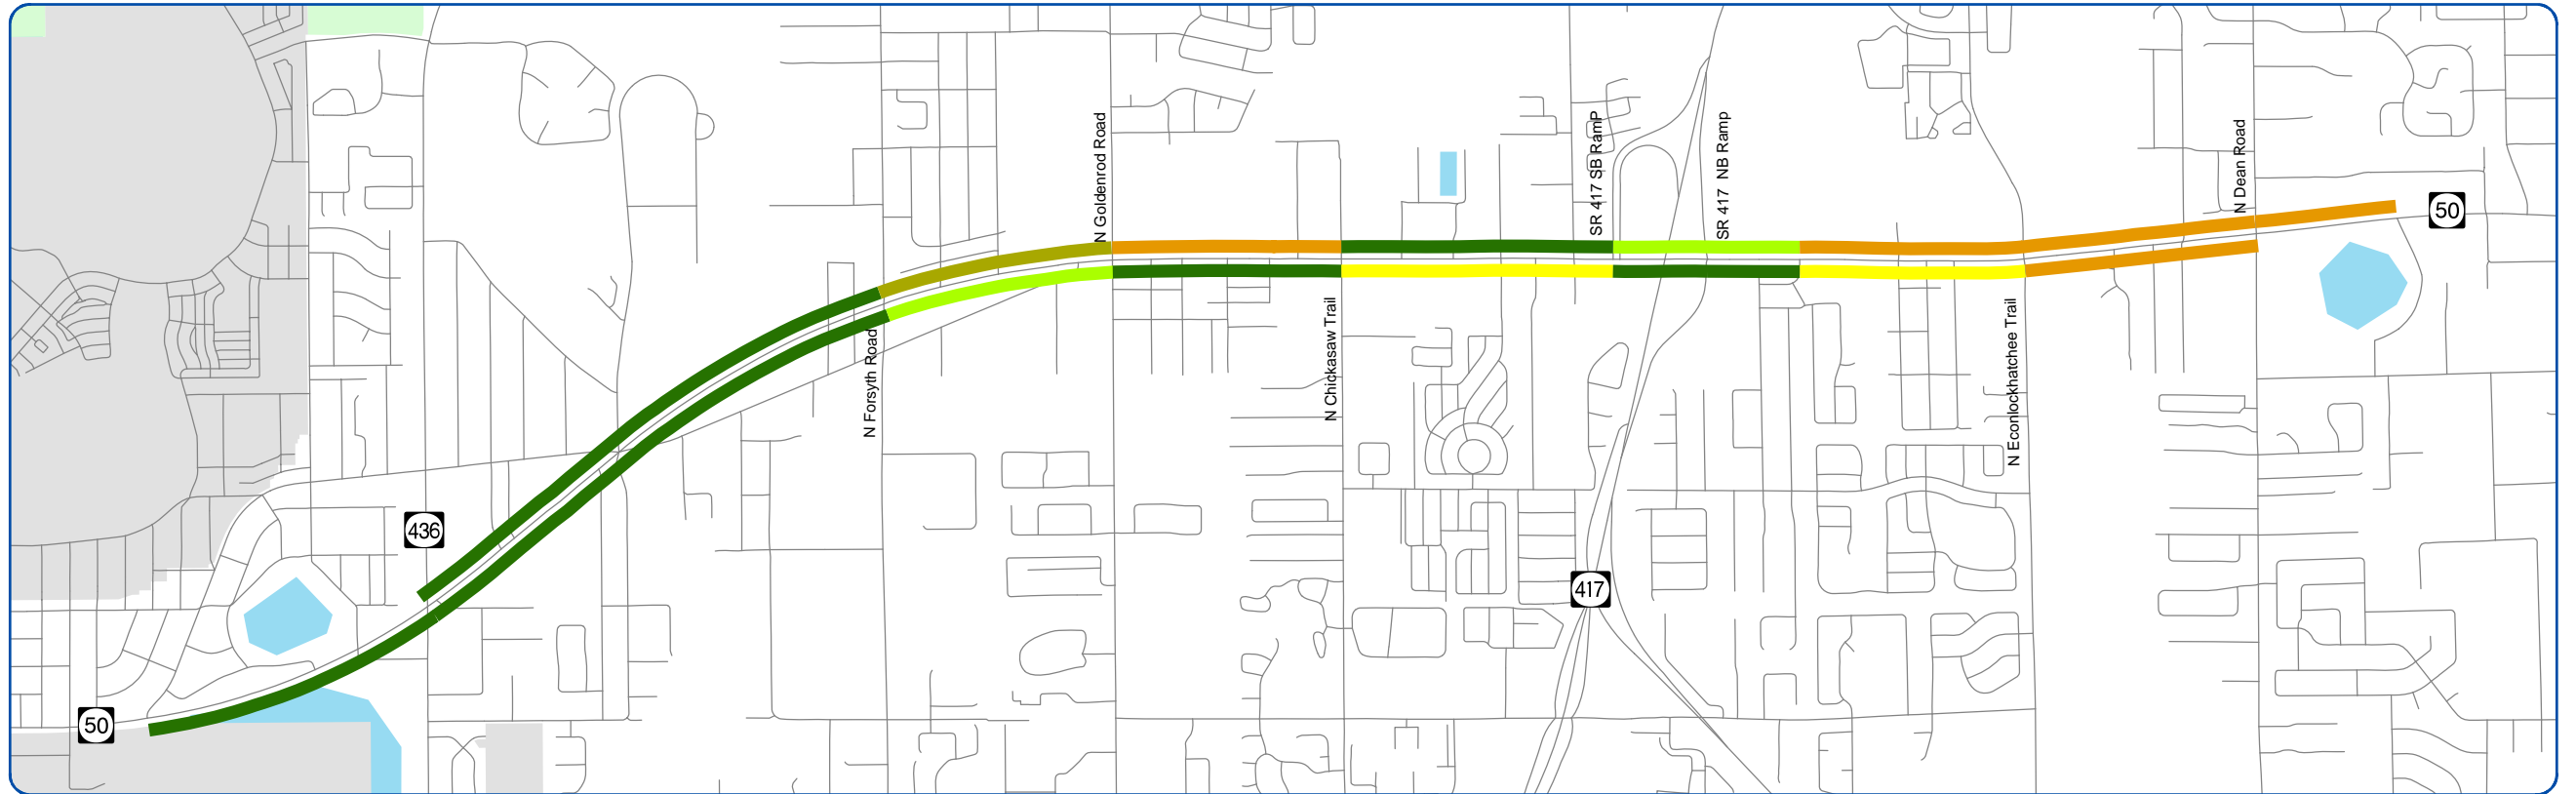 N Goldenrod Road
SR 417 SB RamP
SR 417 NB Ramp
N Dean Road
50
N Forsyth Road
N Chickasaw Trail
N Econlockhatchee Trail
436
417
50